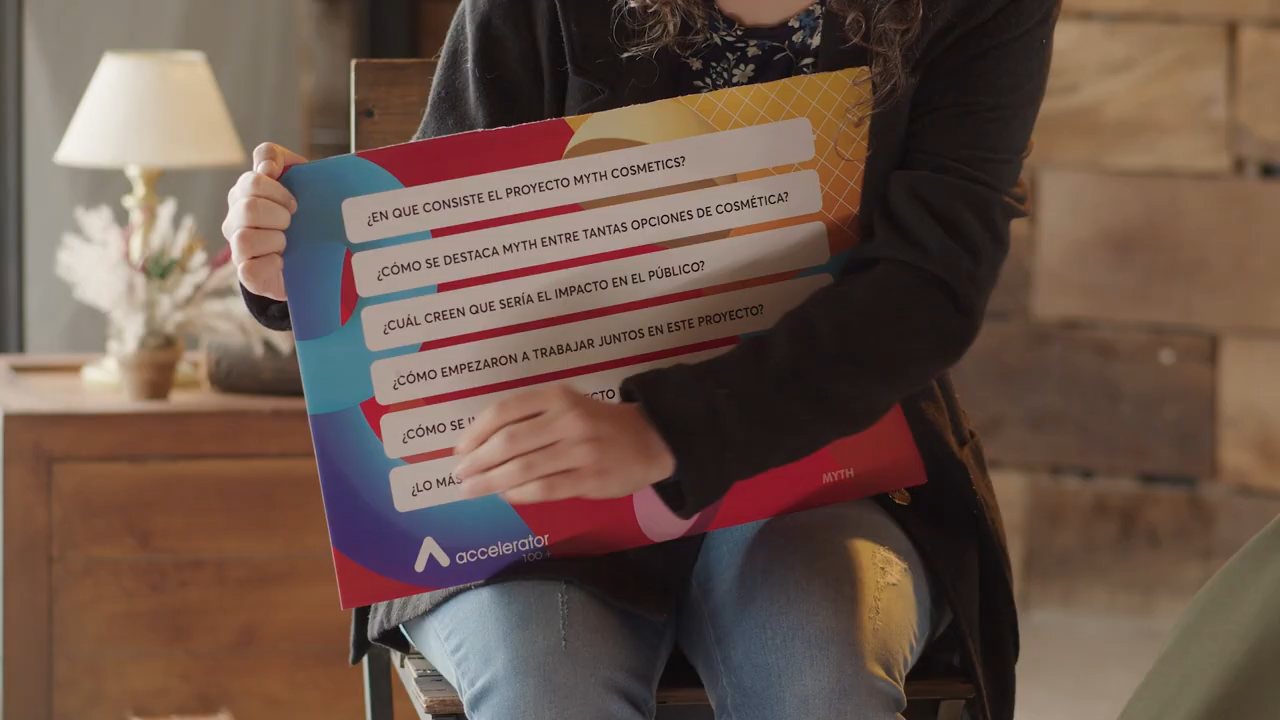 ¿EN QUE CONSISTE EL PROYECTO MYTH COSMETICS?
¿CÓMO SE DESTACA MYTH ENTRE TANTAS OPCIONES DE COSMÉTICA?
¿CUÁL CREEN QUE SERÍA EL IMPACTO EN EL PÚBLICO?
¿CÓMO EMPEZARON A TRABAJAR JUNTOS EN ESTE PROYECTO?
¿CÓMO SE
¿LO MÁS
MYTH
accelerator
100+